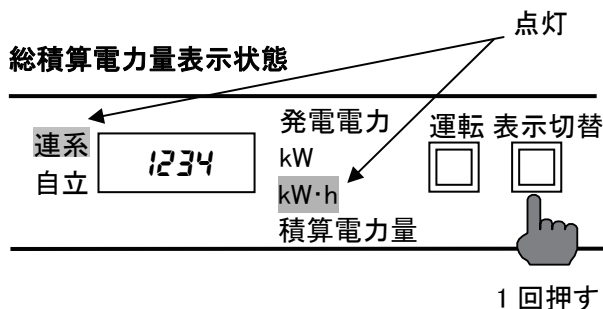 点灯
総積算電力量表示状態
連系
自立
1234
発電電力
kW
kW・h
積算電力量
運転 表示切替
1回押す